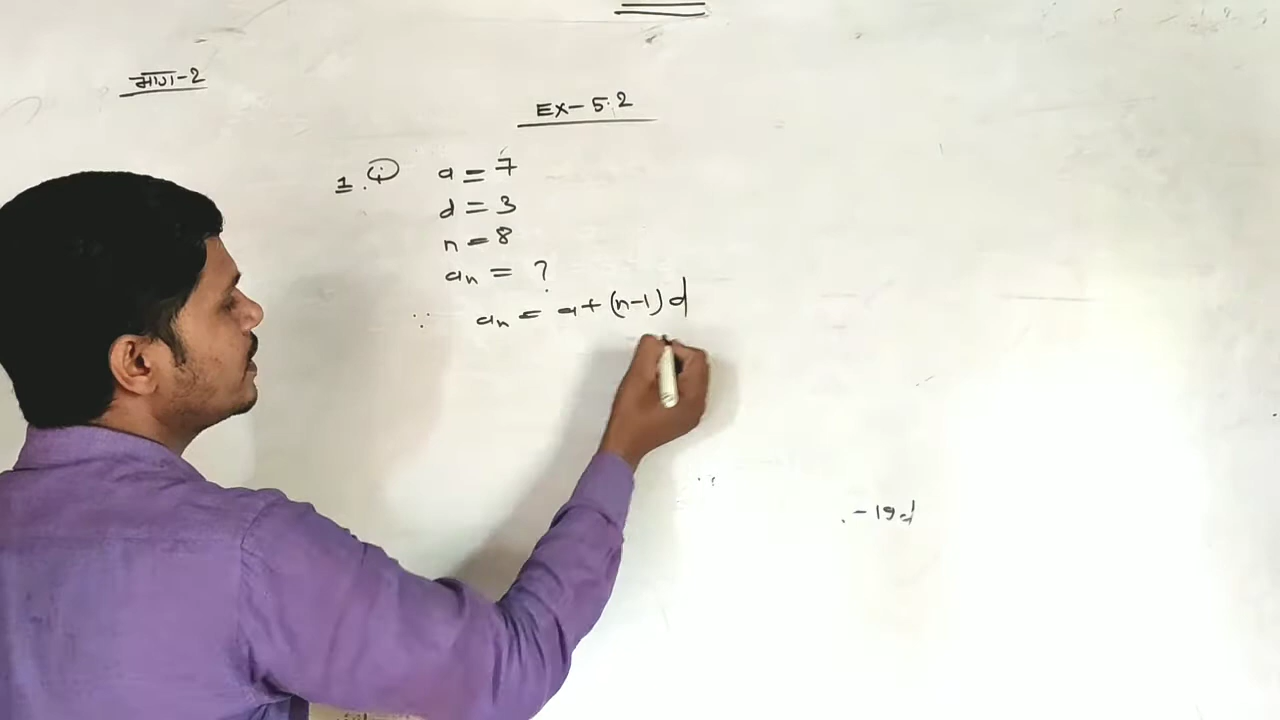 भाग-2
Ex- 5.2
1. (i) a = 7
d = 3
n = 8
aₙ = ?
∵ aₙ = a + (n-1) d
- 19d